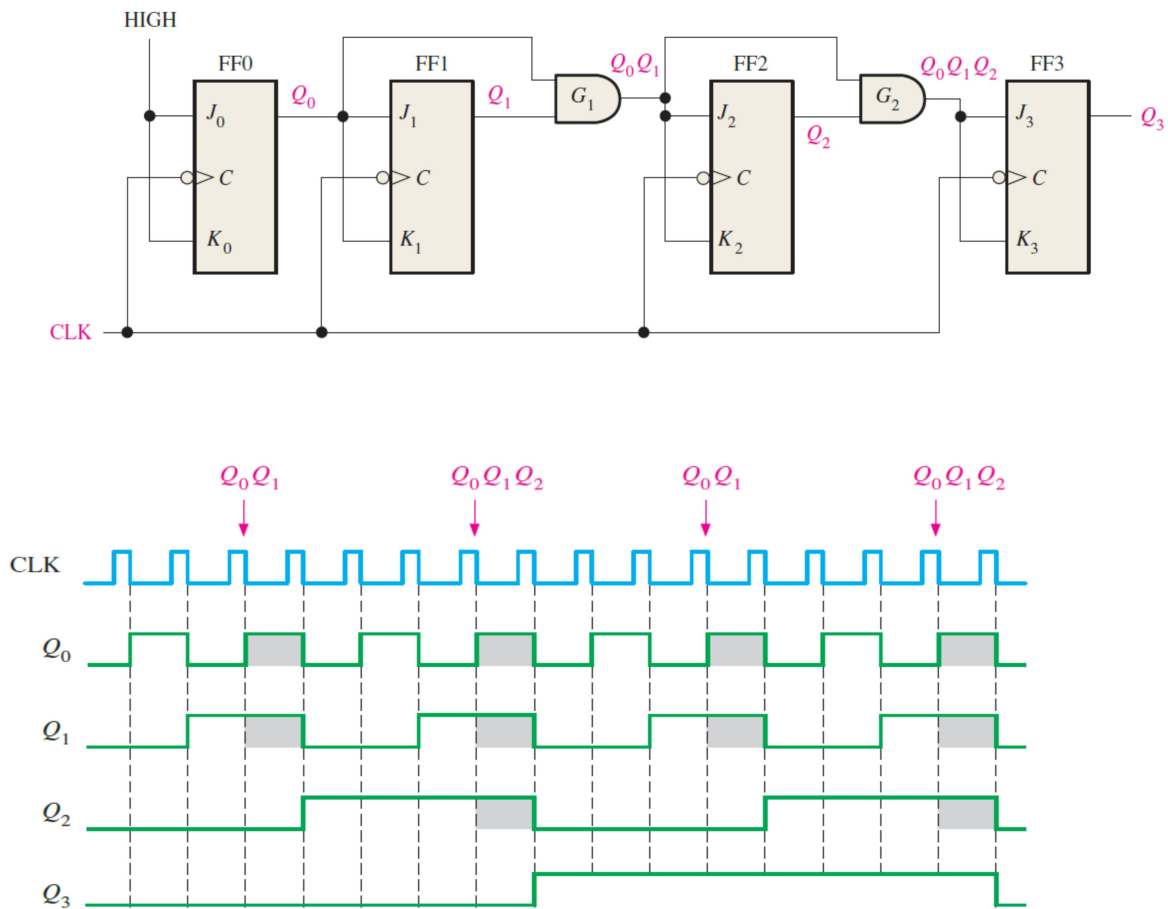 HIGH
FF0 FF1 FF2 FF3
Q0 Q1 Q0Q1 Q0Q1Q2
G1 G2
J0 J1 J2 J3
Q2 Q3
C C C C
K0 K1 K2 K3
CLK
Q0Q1 Q0Q1Q2 Q0Q1 Q0Q1Q2
CLK
Q0
Q1
Q2
Q3